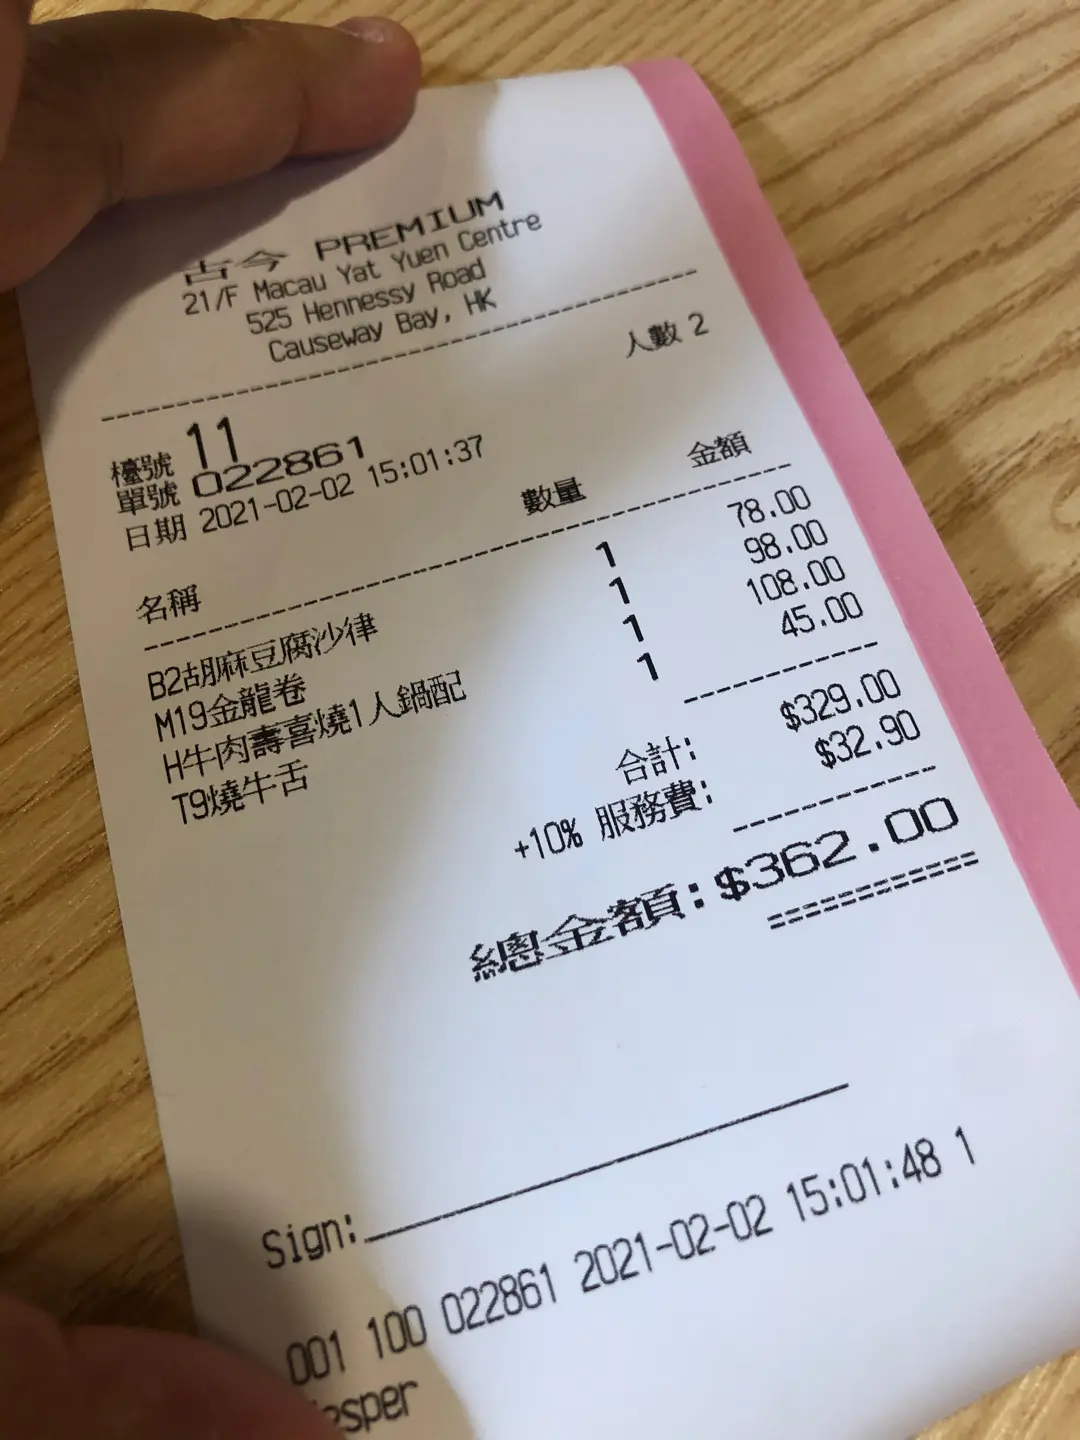 古今 PREMIUM
21/F Macau Yat Yuen Centre
525 Hennessy Road
Causeway Bay, HK
人數 2
檯號 11
單號 022861
日期 2021-02-02 15:01:37
名稱 數量 金額
B2胡麻豆腐沙律 1 78.00
M19金龍卷 1 98.00
H牛肉壽喜燒1人鍋配 1 108.00
T9燒牛舌 1 45.00
合計: $329.00
+10% 服務費: $32.90
總金額: $362.00
Sign:
001 100 022861 2021-02-02 15:01:48 1